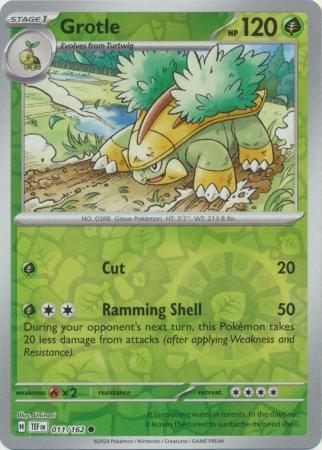 STAGE 1
Grotle
HP 120
Evolves from Turtwig
NO. 0388 Grove Pokémon HT: 3'7" WT: 213.8 lbs.
Cut 20
Ramming Shell 50
During your opponent's next turn, this Pokémon takes
20 less damage from attacks (after applying Weakness
and Resistance).
weakness ×2 resistance retreat
Illus. Uninori
H TEF EN 011/162
It lives along water in forests. In the daytime,
it leaves the forest to sunbathe its treed shell.
©2024 Pokémon / Nintendo / Creatures / GAME FREAK